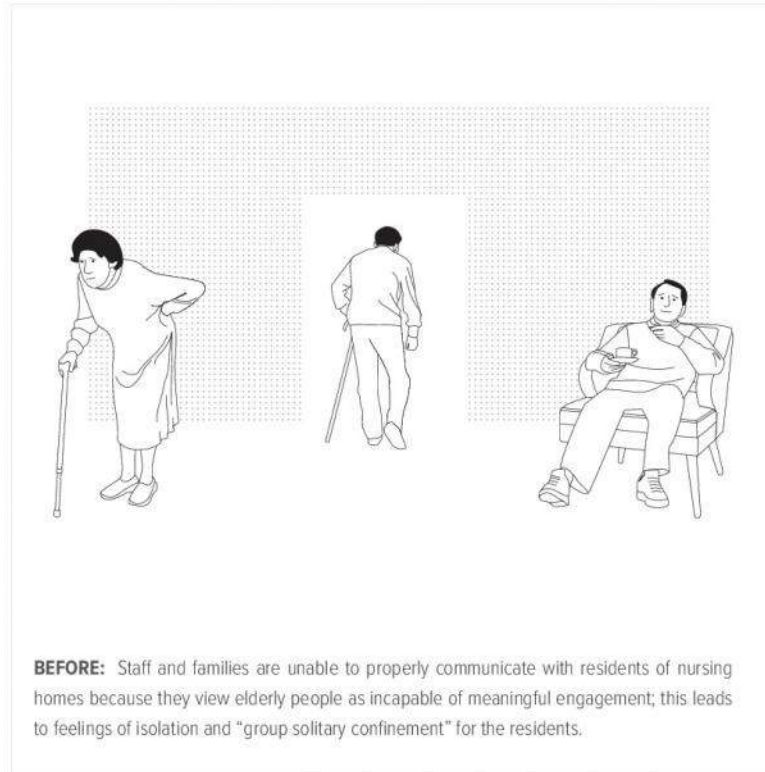 BEFORE: Staff and families are unable to properly communicate with residents of nursing
homes because they view elderly people as incapable of meaningful engagement; this leads
to feelings of isolation and “group solitary confinement” for the residents.